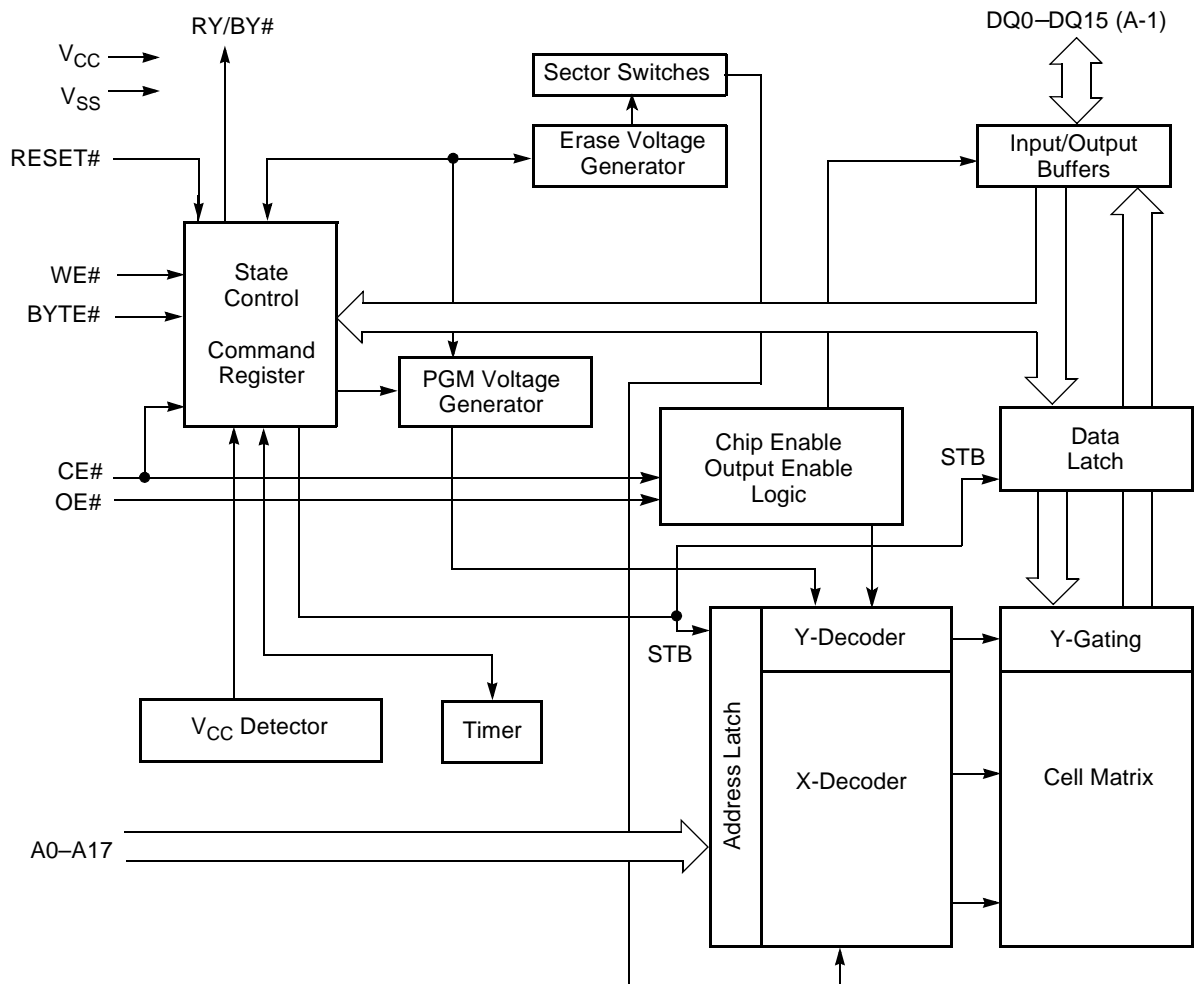 RY/BY#
DQ0–DQ15 (A-1)
VCC
VSS
Sector Switches
RESET#
Erase Voltage
Generator
Input/Output
Buffers
WE#
BYTE#
State
Control
Command
Register
PGM Voltage
Generator
CE#
OE#
Chip Enable
Output Enable
Logic
STB
Data
Latch
STB
Y-Decoder
Y-Gating
VCC Detector
Timer
Address Latch
X-Decoder
Cell Matrix
A0–A17